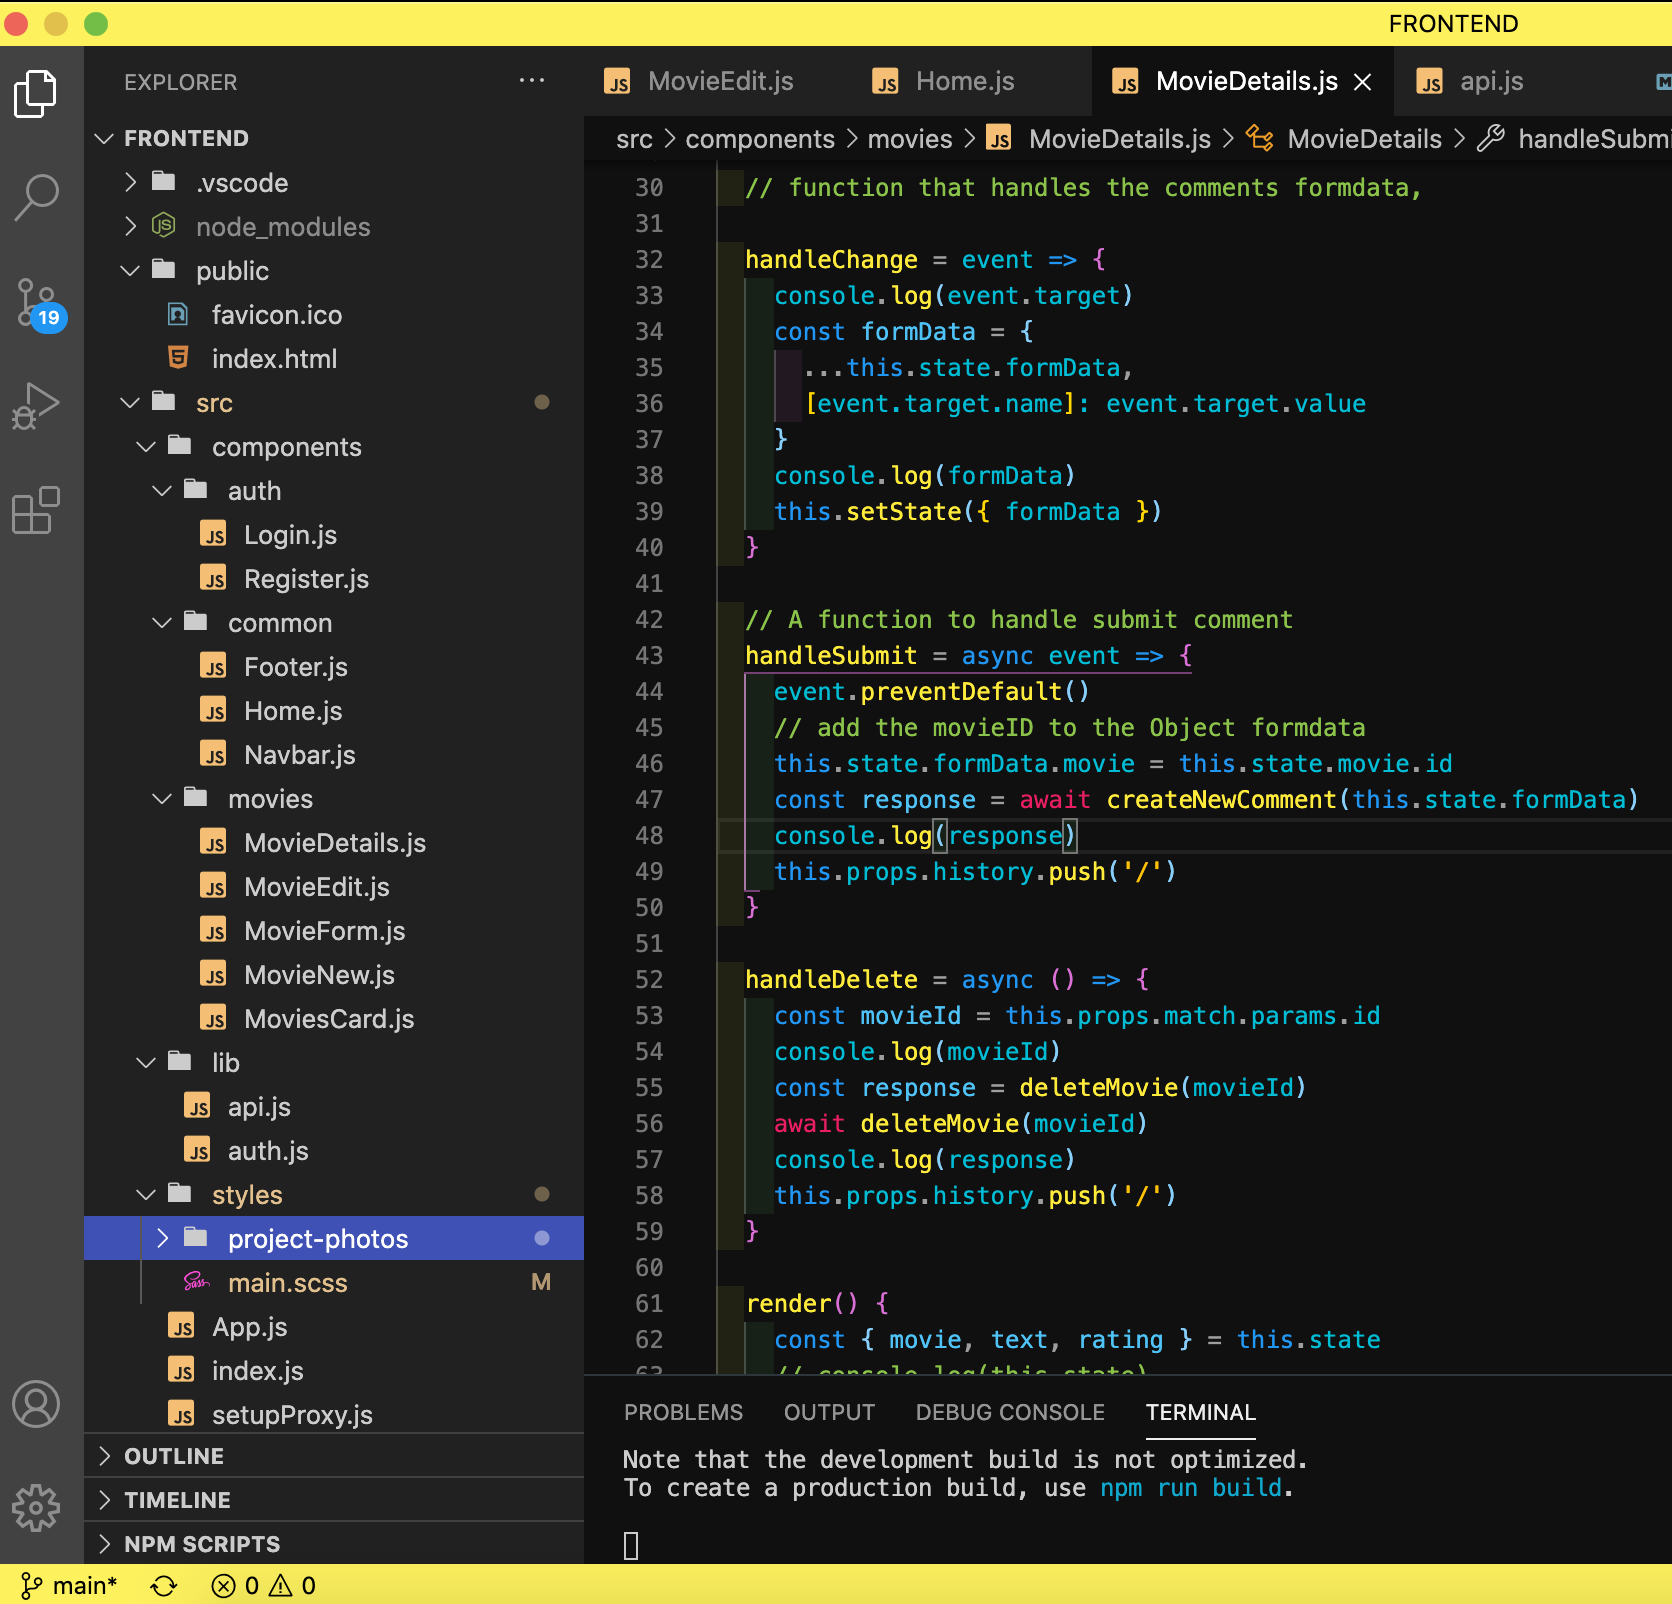 FRONTEND
EXPLORER
FRONTEND
.vscode
node_modules
public
favicon.ico
index.html
src
components
auth
Login.js
Register.js
common
Footer.js
Home.js
Navbar.js
movies
MovieDetails.js
MovieEdit.js
MovieForm.js
MovieNew.js
MoviesCard.js
lib
api.js
auth.js
styles
project-photos
main.scss M
App.js
index.js
setupProxy.js
OUTLINE
TIMELINE
NPM SCRIPTS
19
MovieEdit.js Home.js MovieDetails.js api.js
src > components > movies > MovieDetails.js > MovieDetails > handleSubmi
30 // function that handles the comments formdata,
31
32 handleChange = event => {
33 console.log(event.target)
34 const formData = {
35 ...this.state.formData,
36 [event.target.name]: event.target.value
37 }
38 console.log(formData)
39 this.setState({ formData })
40 }
41
42 // A function to handle submit comment
43 handleSubmit = async event => {
44 event.preventDefault()
45 // add the movieID to the Object formdata
46 this.state.formData.movie = this.state.movie.id
47 const response = await createNewComment(this.state.formData)
48 console.log(response)
49 this.props.history.push('/')
50 }
51
52 handleDelete = async () => {
53 const movieId = this.props.match.params.id
54 console.log(movieId)
55 const response = deleteMovie(movieId)
56 await deleteMovie(movieId)
57 console.log(response)
58 this.props.history.push('/')
59 }
60
61 render() {
62 const { movie, text, rating } = this.state
63 // console.log(this.state)
PROBLEMS OUTPUT DEBUG CONSOLE TERMINAL
Note that the development build is not optimized.
To create a production build, use npm run build.
main* 0 0